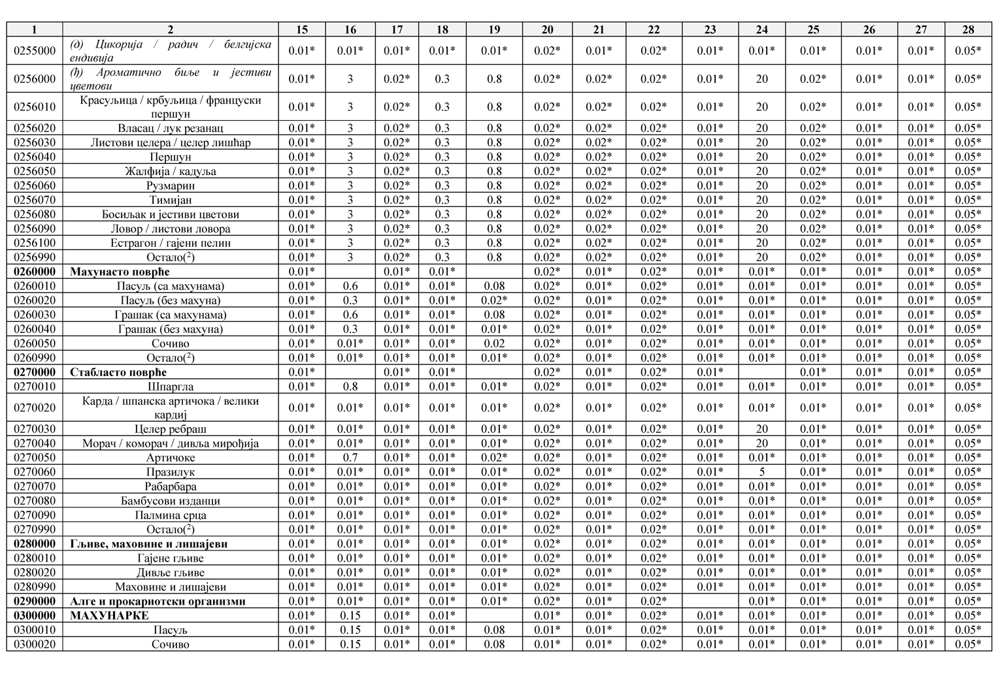 1 2 15 16 17 18 19 20 21 22 23 24 25 26 27 28
0255000 (д) Цикорија / радич / белгијска ендивија 0.01* 0.01* 0.01* 0.01* 0.01* 0.02* 0.01* 0.02* 0.01* 0.01* 0.01* 0.01* 0.01* 0.05*
0256000 (ђ) Ароматично биље и јестиви цветови 0.01* 3 0.02* 0.3 0.8 0.02* 0.02* 0.02* 0.01* 20 0.02* 0.01* 0.01* 0.05*
0256010 Красуљица / крбуљица / француски першун 0.01* 3 0.02* 0.3 0.8 0.02* 0.02* 0.02* 0.01* 20 0.02* 0.01* 0.01* 0.05*
0256020 Власац / лук резанац 0.01* 3 0.02* 0.3 0.8 0.02* 0.02* 0.02* 0.01* 20 0.02* 0.01* 0.01* 0.05*
0256030 Листови целера / целер лишћар 0.01* 3 0.02* 0.3 0.8 0.02* 0.02* 0.02* 0.01* 20 0.02* 0.01* 0.01* 0.05*
0256040 Першун 0.01* 3 0.02* 0.3 0.8 0.02* 0.02* 0.02* 0.01* 20 0.02* 0.01* 0.01* 0.05*
0256050 Жалфија / кадуља 0.01* 3 0.02* 0.3 0.8 0.02* 0.02* 0.02* 0.01* 20 0.02* 0.01* 0.01* 0.05*
0256060 Рузмарин 0.01* 3 0.02* 0.3 0.8 0.02* 0.02* 0.02* 0.01* 20 0.02* 0.01* 0.01* 0.05*
0256070 Тимијан 0.01* 3 0.02* 0.3 0.8 0.02* 0.02* 0.02* 0.01* 20 0.02* 0.01* 0.01* 0.05*
0256080 Босиљак и јестиви цветови 0.01* 3 0.02* 0.3 0.8 0.02* 0.02* 0.02* 0.01* 20 0.02* 0.01* 0.01* 0.05*
0256090 Ловор / листови ловора 0.01* 3 0.02* 0.3 0.8 0.02* 0.02* 0.02* 0.01* 20 0.02* 0.01* 0.01* 0.05*
0256100 Естрагон / гајени пелин 0.01* 3 0.02* 0.3 0.8 0.02* 0.02* 0.02* 0.01* 20 0.02* 0.01* 0.01* 0.05*
0256990 Остало(2) 0.01* 3 0.02* 0.3 0.8 0.02* 0.02* 0.02* 0.01* 20 0.02* 0.01* 0.01* 0.05*
0260000 Махунасто поврће 0.01* 0.01* 0.01* 0.02* 0.01* 0.02* 0.01* 0.01* 0.01* 0.01* 0.01* 0.05*
0260010 Пасуљ (са махунама) 0.01* 0.6 0.01* 0.01* 0.08 0.02* 0.01* 0.02* 0.01* 0.01* 0.01* 0.01* 0.01* 0.05*
0260020 Пасуљ (без махуна) 0.01* 0.3 0.01* 0.01* 0.02* 0.02* 0.01* 0.02* 0.01* 0.01* 0.01* 0.01* 0.01* 0.05*
0260030 Грашак (са махунама) 0.01* 0.6 0.01* 0.01* 0.08 0.02* 0.01* 0.02* 0.01* 0.01* 0.01* 0.01* 0.01* 0.05*
0260040 Грашак (без махуна) 0.01* 0.3 0.01* 0.01* 0.01* 0.02* 0.01* 0.02* 0.01* 0.01* 0.01* 0.01* 0.01* 0.05*
0260050 Сочиво 0.01* 0.01* 0.01* 0.01* 0.02 0.02* 0.01* 0.02* 0.01* 0.01* 0.01* 0.01* 0.01* 0.05*
0260990 Остало(2) 0.01* 0.01* 0.01* 0.01* 0.01* 0.02* 0.01* 0.02* 0.01* 0.01* 0.01* 0.01* 0.01* 0.05*
0270000 Стабласто поврће 0.01* 0.01* 0.01* 0.02* 0.01* 0.02* 0.01* 0.01* 0.01* 0.01* 0.05*
0270010 Шпаргла 0.01* 0.8 0.01* 0.01* 0.01* 0.02* 0.01* 0.02* 0.01* 0.01* 0.01* 0.01* 0.01* 0.05*
0270020 Карда / шпанска артичока / велики кардиј 0.01* 0.01* 0.01* 0.01* 0.01* 0.02* 0.01* 0.02* 0.01* 0.01* 0.01* 0.01* 0.01* 0.05*
0270030 Целер ребраш 0.01* 0.01* 0.01* 0.01* 0.01* 0.02* 0.01* 0.02* 0.01* 20 0.01* 0.01* 0.01* 0.05*
0270040 Морач / коморач / дивља мирођија 0.01* 0.01* 0.01* 0.01* 0.01* 0.02* 0.01* 0.02* 0.01* 20 0.01* 0.01* 0.01* 0.05*
0270050 Артичоке 0.01* 0.7 0.01* 0.01* 0.02* 0.02* 0.01* 0.02* 0.01* 0.01* 0.01* 0.01* 0.01* 0.05*
0270060 Празилук 0.01* 0.01* 0.01* 0.01* 0.01* 0.02* 0.01* 0.02* 0.01* 5 0.01* 0.01* 0.01* 0.05*
0270070 Рабарбара 0.01* 0.01* 0.01* 0.01* 0.01* 0.02* 0.01* 0.02* 0.01* 0.01* 0.01* 0.01* 0.01* 0.05*
0270080 Бамбусови изданци 0.01* 0.01* 0.01* 0.01* 0.01* 0.02* 0.01* 0.02* 0.01* 0.01* 0.01* 0.01* 0.01* 0.05*
0270090 Палмина срца 0.01* 0.01* 0.01* 0.01* 0.01* 0.02* 0.01* 0.02* 0.01* 0.01* 0.01* 0.01* 0.01* 0.05*
0270990 Остало(2) 0.01* 0.01* 0.01* 0.01* 0.01* 0.02* 0.01* 0.02* 0.01* 0.01* 0.01* 0.01* 0.01* 0.05*
0280000 Гљиве, маховине и лишајеви 0.01* 0.01* 0.01* 0.01* 0.01* 0.02* 0.01* 0.02* 0.01* 0.01* 0.01* 0.01* 0.01* 0.05*
0280010 Гајене гљиве 0.01* 0.01* 0.01* 0.01* 0.01* 0.02* 0.01* 0.02* 0.01* 0.01* 0.01* 0.01* 0.01* 0.05*
0280020 Дивље гљиве 0.01* 0.01* 0.01* 0.01* 0.01* 0.02* 0.01* 0.02* 0.01* 0.01* 0.01* 0.01* 0.01* 0.05*
0280990 Маховине и лишајеви 0.01* 0.01* 0.01* 0.01* 0.01* 0.02* 0.01* 0.02* 0.01* 0.01* 0.01* 0.01* 0.01* 0.05*
0290000 Алге и прокариотски организми 0.01* 0.01* 0.01* 0.01* 0.01* 0.02* 0.01* 0.02* 0.01* 0.01* 0.01* 0.01* 0.05*
0300000 МАХУНАРКЕ 0.01* 0.15 0.01* 0.01* 0.01* 0.01* 0.02* 0.01* 0.01* 0.01* 0.01* 0.01* 0.05*
0300010 Пасуљ 0.01* 0.15 0.01* 0.01* 0.08 0.01* 0.01* 0.02* 0.01* 0.01* 0.01* 0.01* 0.01* 0.05*
0300020 Сочиво 0.01* 0.15 0.01* 0.01* 0.08 0.01* 0.01* 0.02* 0.01* 0.01* 0.01* 0.01* 0.01* 0.05*